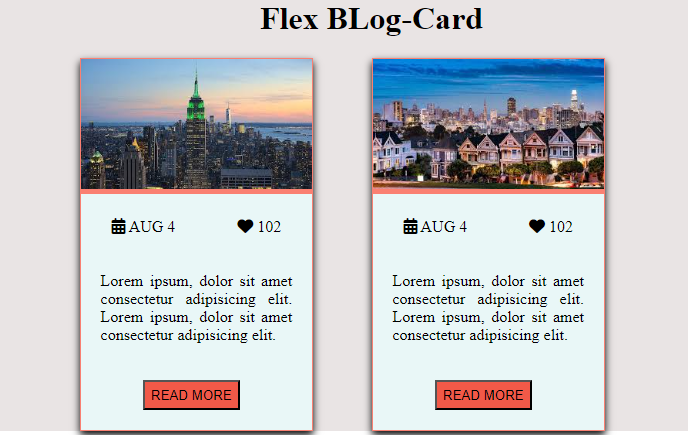 Flex BLog-Card
AUG 4 102
Lorem ipsum, dolor sit amet
consectetur adipisicing elit.
Lorem ipsum, dolor sit amet
consectetur adipisicing elit.
READ MORE
AUG 4 102
Lorem ipsum, dolor sit amet
consectetur adipisicing elit.
Lorem ipsum, dolor sit amet
consectetur adipisicing elit.
READ MORE